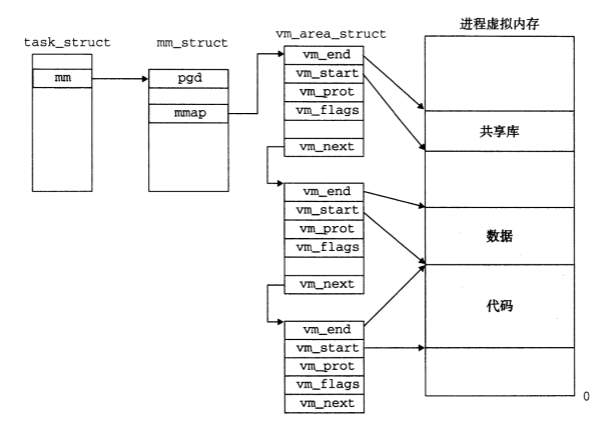 task_struct
mm
mm_struct
pgd
mmap
vm_area_struct
vm_end
vm_start
vm_prot
vm_flags
vm_next
vm_end
vm_start
vm_prot
vm_flags
vm_next
vm_end
vm_start
vm_prot
vm_flags
vm_next
进程虚拟内存
共享库
数据
代码
0